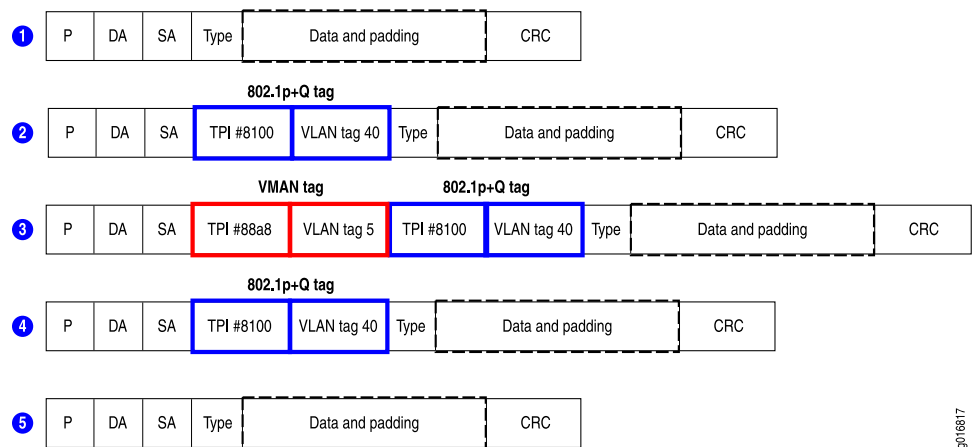 1 P DA SA Type Data and padding CRC
802.1p+Q tag
2 P DA SA TPI #8100 VLAN tag 40 Type Data and padding CRC
VMAN tag 802.1p+Q tag
3 P DA SA TPI #88a8 VLAN tag 5 TPI #8100 VLAN tag 40 Type Data and padding CRC
802.1p+Q tag
4 P DA SA TPI #8100 VLAN tag 40 Type Data and padding CRC
5 P DA SA Type Data and padding CRC
g016817